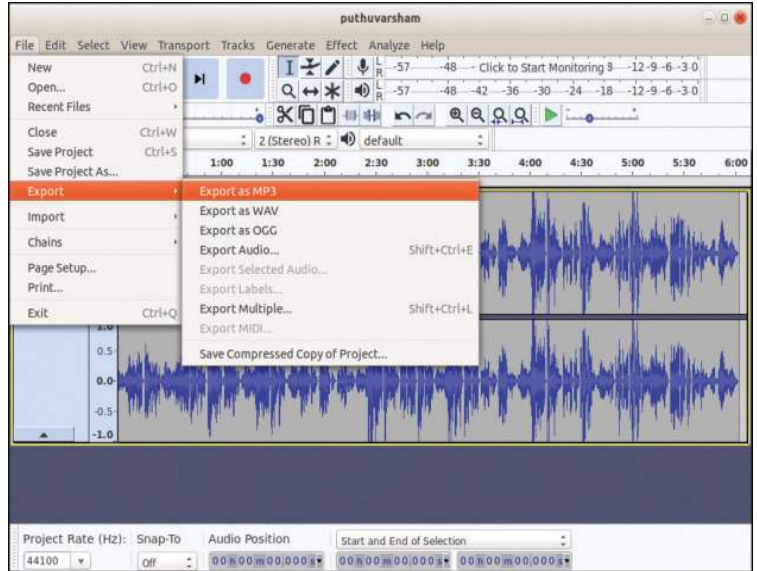 puthuvarsham
File Edit Select View Transport Tracks Generate Effect Analyze Help
New Ctrl+N
Open... Ctrl+O
Recent Files
Close Ctrl+W
Save Project Ctrl+S
Save Project As...
Export
Import
Chains
Page Setup...
Print...
Exit Ctrl+Q
L R -57 -48 - Click to Start Monitoring -12 -9 -6 -3 0
L R -57 -48 -42 -36 -30 -24 -18 -12 -9 -6 -3 0
2 (Stereo) R default
1:00 1:30 2:00 2:30 3:00 3:30 4:00 4:30 5:00 5:30 6:00
Export as MP3
Export as WAV
Export as OGG
Export Audio... Shift+Ctrl+E
Export Selected Audio...
Export Labels...
Export Multiple... Shift+Ctrl+L
Export MIDI...
Save Compressed Copy of Project...
1.0
0.5
0.0
-0.5
-1.0
Project Rate (Hz): Snap-To Audio Position Start and End of Selection
44100 Off 00 h 00 m 00.000 s 00 h 00 m 00.000 s 00 h 00 m 00.000 s